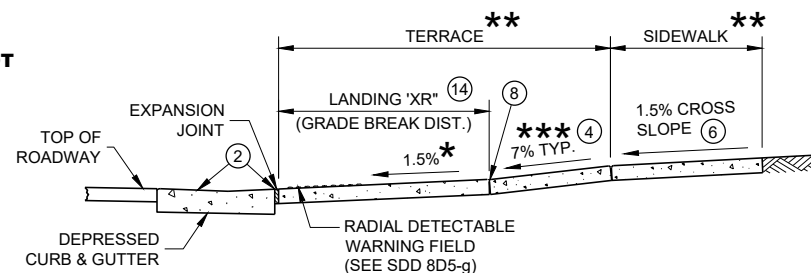 T
TERRACE **
SIDEWALK **
LANDING 'XR" 14
(GRADE BREAK DIST.)
8
EXPANSION
JOINT
TOP OF
ROADWAY
2
1.5% *
*** 4
7% TYP.
1.5% CROSS
SLOPE 6
DEPRESSED
CURB & GUTTER
RADIAL DETECTABLE
WARNING FIELD
(SEE SDD 8D5-g)